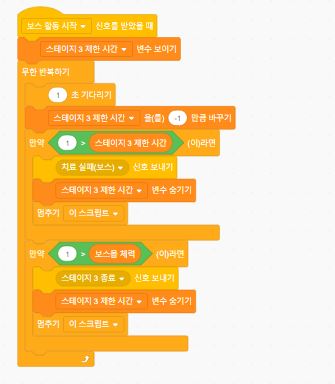 보스 활동 시작 신호를 받았을 때
스테이지 3 제한 시간 변수 보이기
무한 반복하기
1 초 기다리기
스테이지 3 제한 시간 을(를) -1 만큼 바꾸기
만약 1 > 스테이지 3 제한 시간 (이)라면
치료 실패(보스) 신호 보내기
스테이지 3 제한 시간 변수 숨기기
멈추기 이 스크립트
만약 1 > 보스몹 체력 (이)라면
스테이지 3 종료 신호 보내기
스테이지 3 제한 시간 변수 숨기기
멈추기 이 스크립트